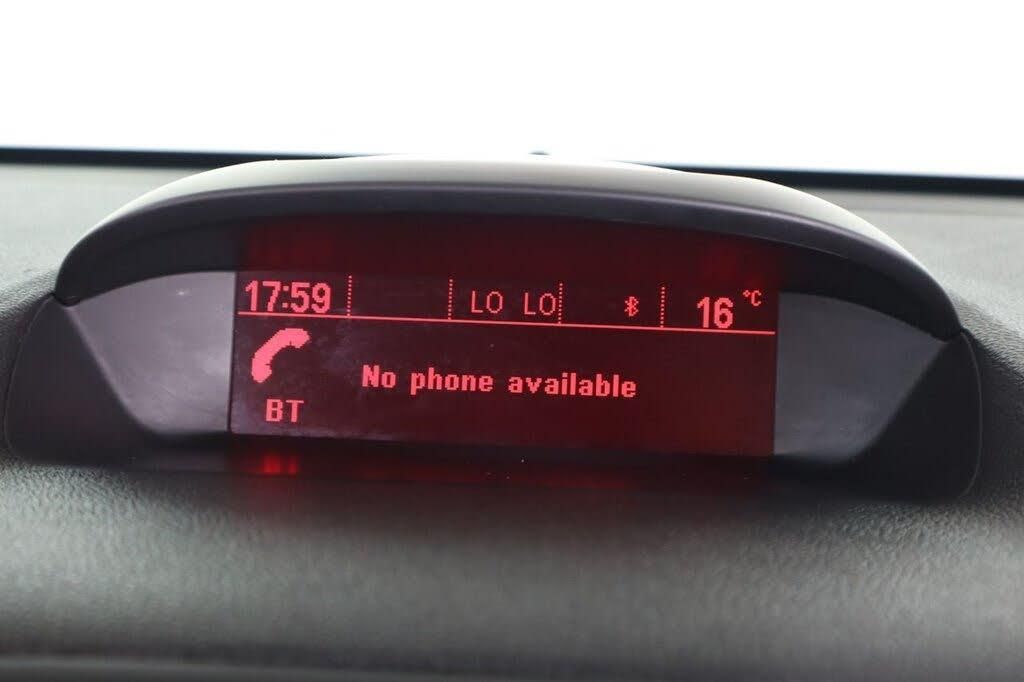 17:59 LO LO 16 °C
No phone available
BT